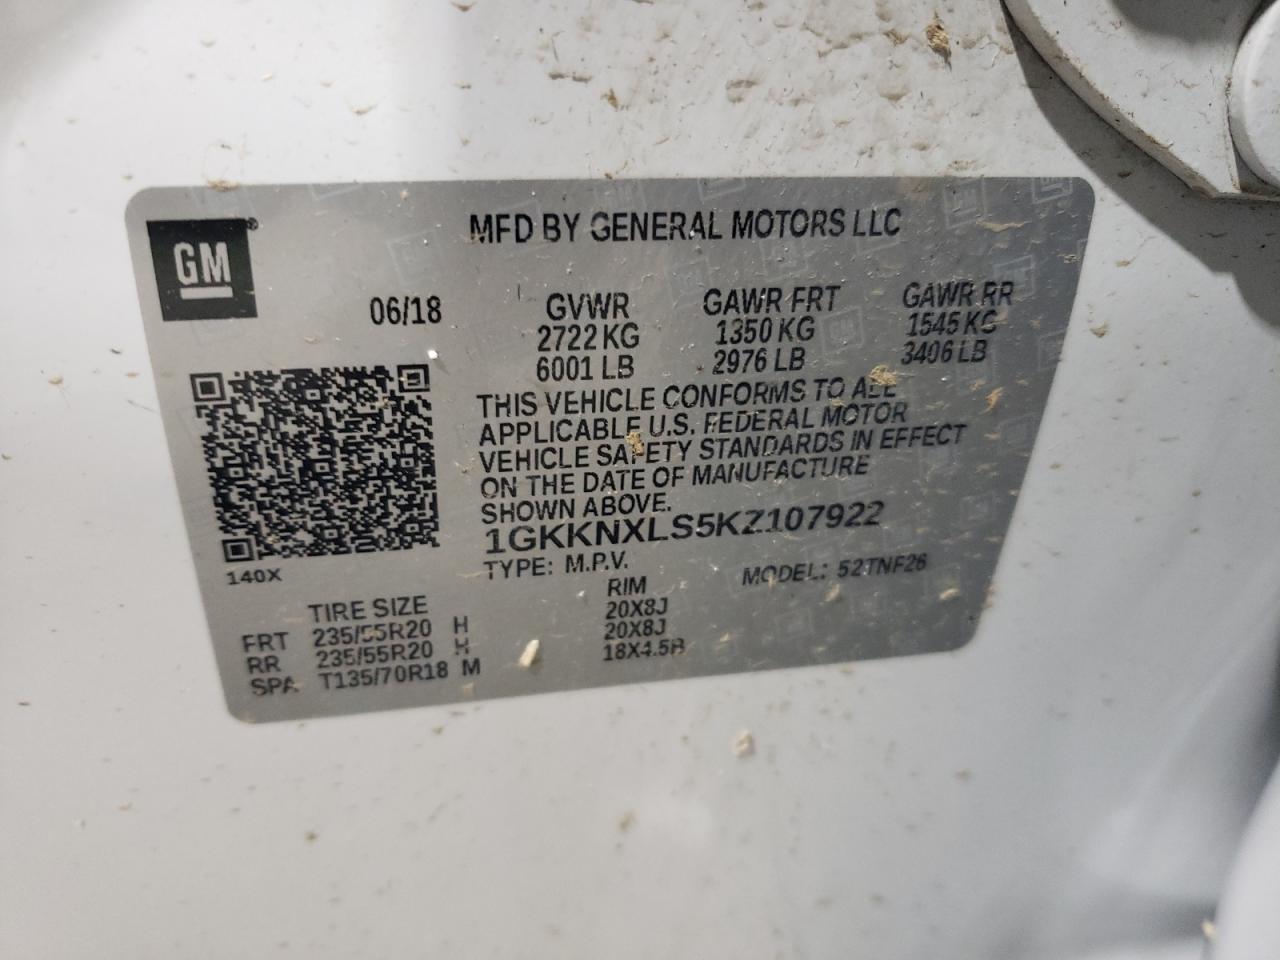 MFD BY GENERAL MOTORS LLC
GM®
06/18
GVWR GAWR FRT GAWR RR
2722 KG 1350 KG 1545 KG
6001 LB 2976 LB 3406 LB
THIS VEHICLE CONFORMS TO ALL
APPLICABLE U.S. FEDERAL MOTOR
VEHICLE SAFETY STANDARDS IN EFFECT
ON THE DATE OF MANUFACTURE
SHOWN ABOVE.
1GKKNXLS5KZ107922
140X
TYPE: M.P.V. MODEL: 52TNF26
TIRE SIZE RIM
FRT 235/55R20 H 20X8J
RR 235/55R20 H 20X8J
SPA T135/70R18 M 18X4.5B